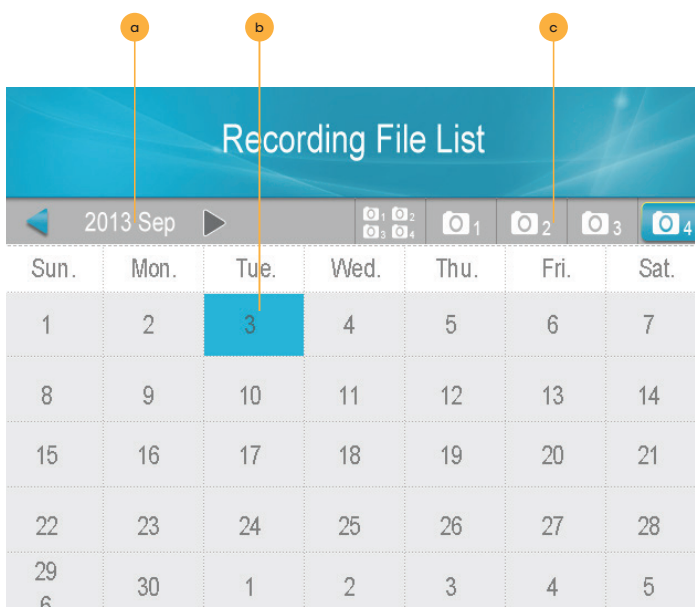 a b c
Recording File List
2013 Sep 1 2 3 4 1 2 3 4
Sun. Mon. Tue. Wed. Thu. Fri. Sat.
1 2 3 4 5 6 7
8 9 10 11 12 13 14
15 16 17 18 19 20 21
22 23 24 25 26 27 28
29 30 1 2 3 4 5
6